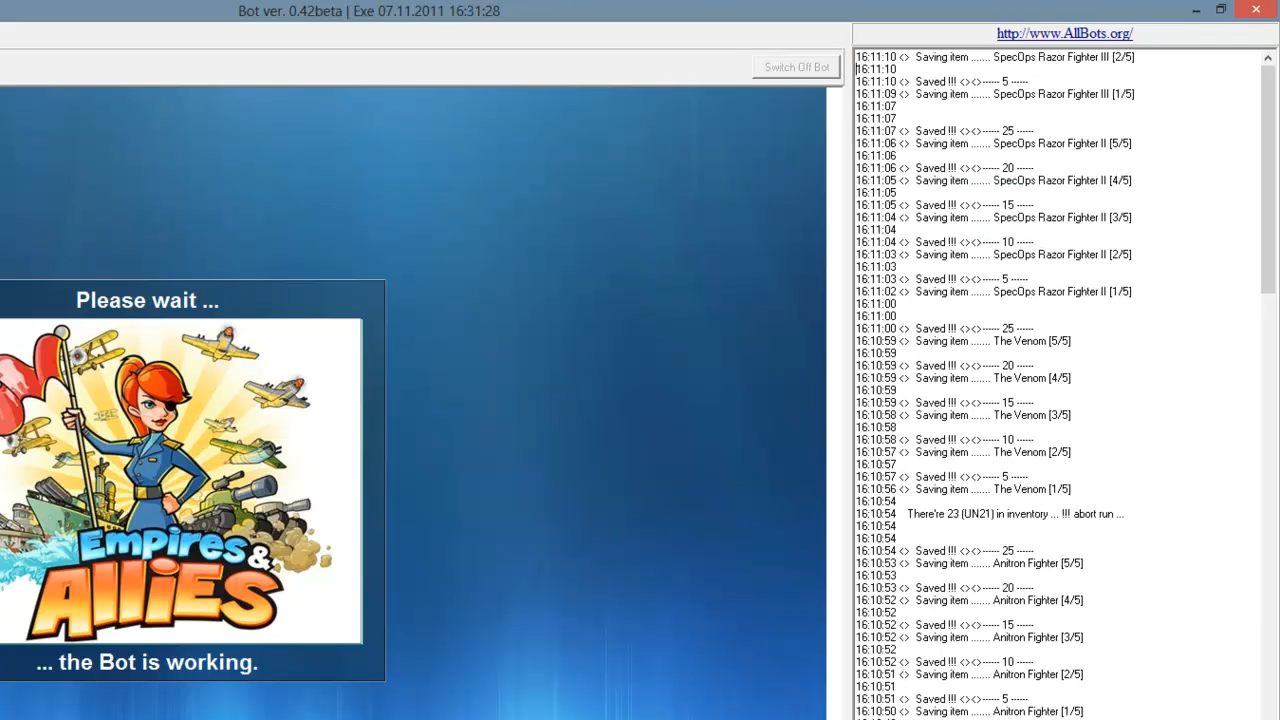 Bot ver. 0.42beta | Exe 07.11.2011 16:31:28
http://www.AllBots.org/
Switch Off Bot
16:11:10 <> Saving item ....... SpecOps Razor Fighter III [2/5]
16:11:10
16:11:10 <> Saved !!! <><>------ 5 ------
16:11:09 <> Saving item ....... SpecOps Razor Fighter III [1/5]
16:11:07
16:11:07
16:11:07 <> Saved !!! <><>------ 25 ------
16:11:06 <> Saving item ....... SpecOps Razor Fighter II [5/5]
16:11:06
16:11:06 <> Saved !!! <><>------ 20 ------
16:11:05 <> Saving item ....... SpecOps Razor Fighter II [4/5]
16:11:05
16:11:05 <> Saved !!! <><>------ 15 ------
16:11:04 <> Saving item ....... SpecOps Razor Fighter II [3/5]
16:11:04
16:11:04 <> Saved !!! <><>------ 10 ------
16:11:03 <> Saving item ....... SpecOps Razor Fighter II [2/5]
16:11:03
16:11:03 <> Saved !!! <><>------ 5 ------
16:11:02 <> Saving item ....... SpecOps Razor Fighter II [1/5]
16:11:00
16:11:00
16:11:00 <> Saved !!! <><>------ 25 ------
16:10:59 <> Saving item ....... The Venom [5/5]
16:10:59
16:10:59 <> Saved !!! <><>------ 20 ------
16:10:59 <> Saving item ....... The Venom [4/5]
16:10:59
16:10:59 <> Saved !!! <><>------ 15 ------
16:10:58 <> Saving item ....... The Venom [3/5]
16:10:58
16:10:58 <> Saved !!! <><>------ 10 ------
16:10:57 <> Saving item ....... The Venom [2/5]
16:10:57
16:10:57 <> Saved !!! <><>------ 5 ------
16:10:56 <> Saving item ....... The Venom [1/5]
16:10:54
16:10:54 There're 23 (UN21) in inventory ... !!! abort run ...
16:10:54
16:10:54
16:10:54 <> Saved !!! <><>------ 25 ------
16:10:53 <> Saving item ....... Anitron Fighter [5/5]
16:10:53
16:10:53 <> Saved !!! <><>------ 20 ------
16:10:52 <> Saving item ....... Anitron Fighter [4/5]
16:10:52
16:10:52 <> Saved !!! <><>------ 15 ------
16:10:52 <> Saving item ....... Anitron Fighter [3/5]
16:10:52
16:10:52 <> Saved !!! <><>------ 10 ------
16:10:51 <> Saving item ....... Anitron Fighter [2/5]
16:10:51
16:10:51 <> Saved !!! <><>------ 5 ------
16:10:50 <> Saving item ....... Anitron Fighter [1/5]
Please wait ...
Empires &
Allies
... the Bot is working.